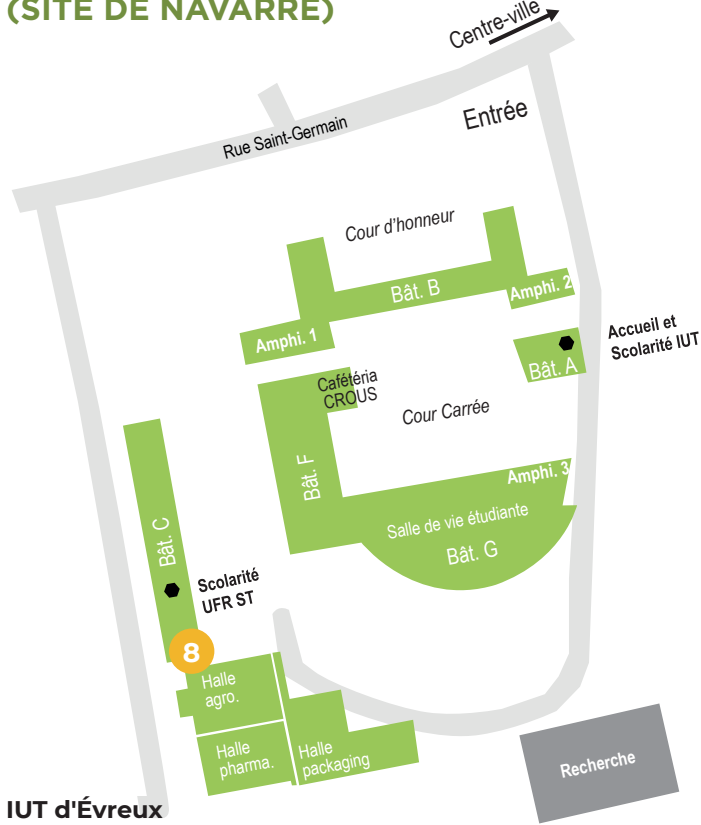 (SITE DE NAVARRE)
Centre-ville
Entrée
Rue Saint-Germain
Cour d'honneur
Bât. B
Amphi. 2
Amphi. 1
Accueil et
Scolarité IUT
Bât. A
Cafétéria
CROUS
Cour Carrée
Bât. F
Amphi. 3
Salle de vie étudiante
Bât. G
Bât. C
Scolarité
UFR ST
8
Halle
agro.
Halle
pharma.
Halle
packaging
Recherche
IUT d'Évreux